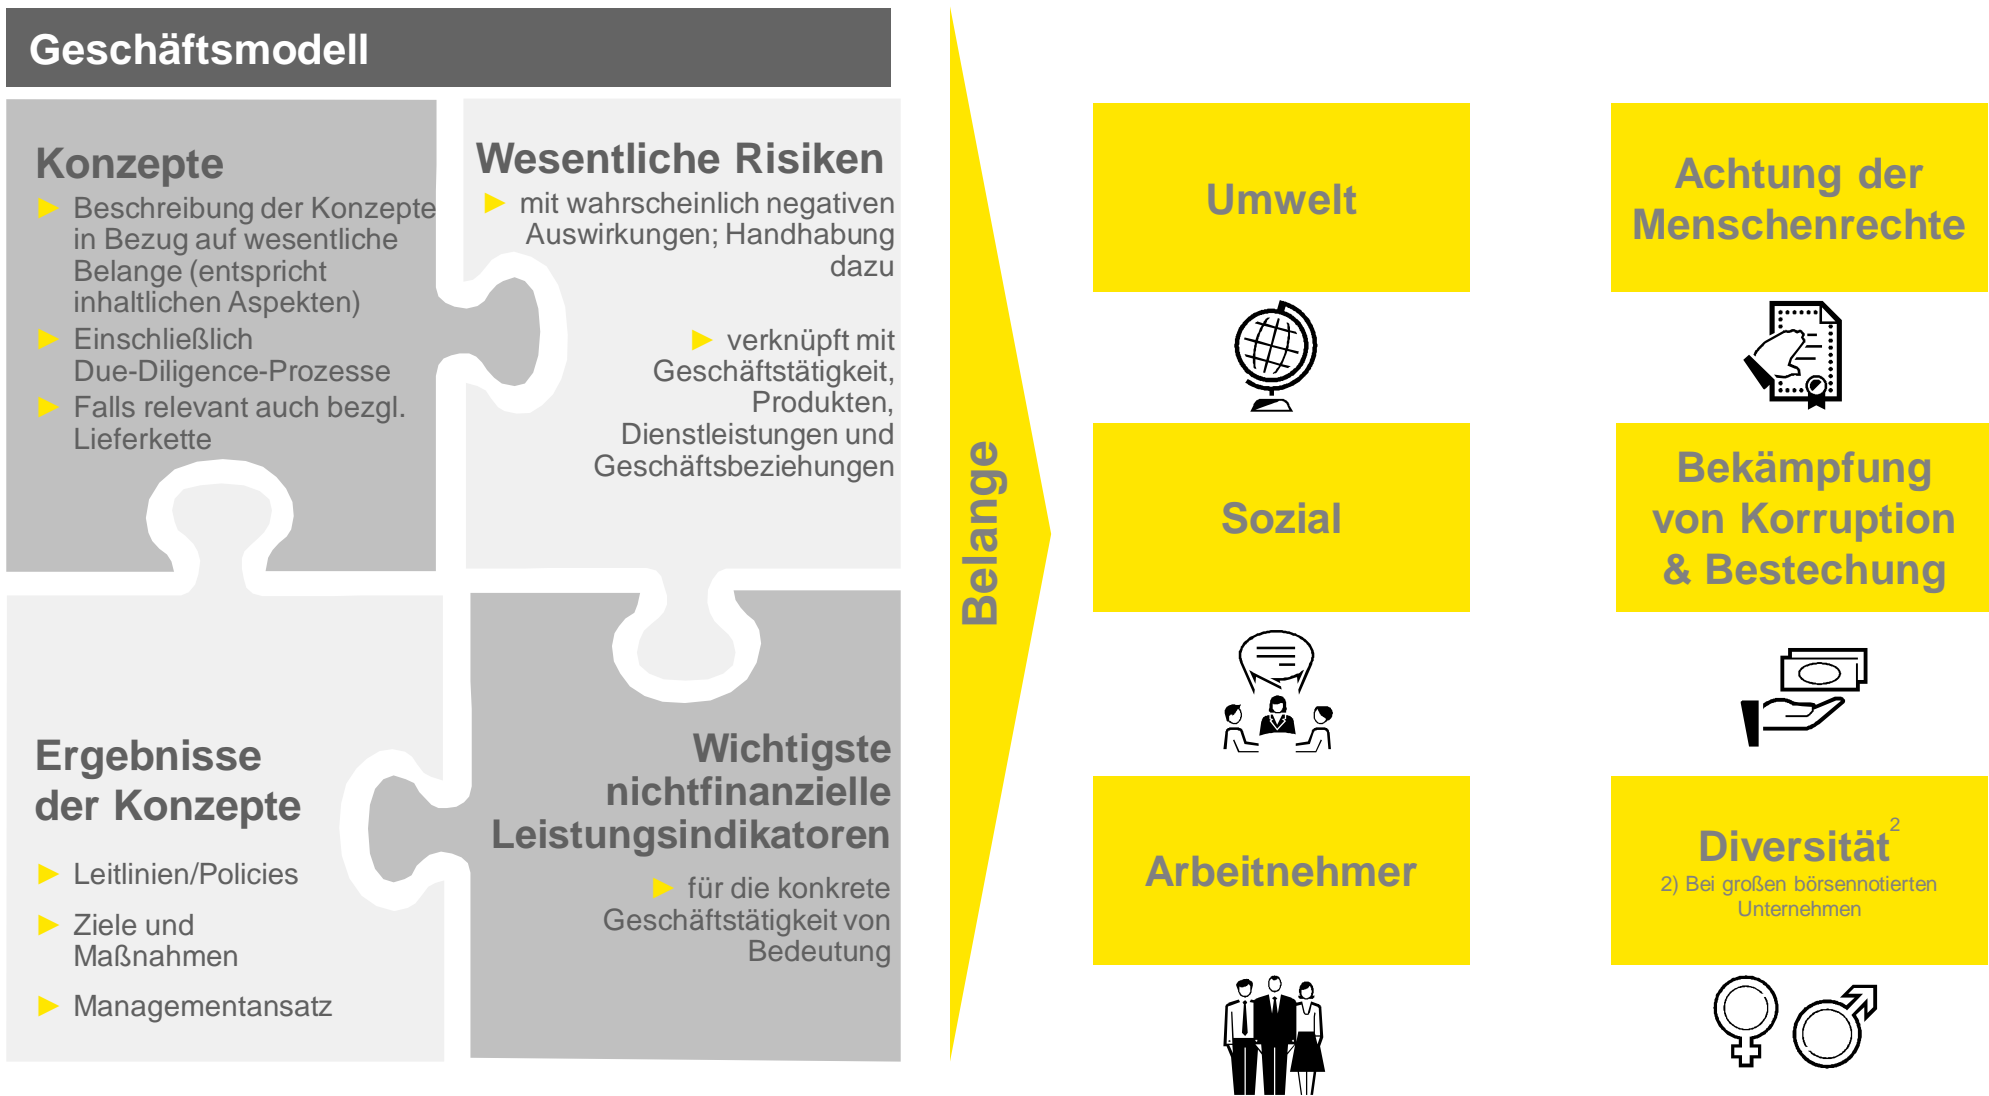 Geschäftsmodell
Konzepte
► Beschreibung der Konzepte
in Bezug auf wesentliche
Belange (entspricht
inhaltlichen Aspekten)
► Einschließlich
Due-Diligence-Prozesse
► Falls relevant auch bezgl.
Lieferkette
Wesentliche Risiken
► mit wahrscheinlich negativen
Auswirkungen; Handhabung
dazu
► verknüpft mit
Geschäftstätigkeit,
Produkten,
Dienstleistungen und
Geschäftsbeziehungen
Ergebnisse
der Konzepte
► Leitlinien/Policies
► Ziele und
Maßnahmen
► Managementansatz
Wichtigste
nichtfinanzielle
Leistungsindikatoren
► für die konkrete
Geschäftstätigkeit von
Bedeutung
Belange
Umwelt
Achtung der
Menschenrechte
Sozial
Bekämpfung
von Korruption
& Bestechung
Arbeitnehmer
Diversität²
2) Bei großen börsennotierten
Unternehmen